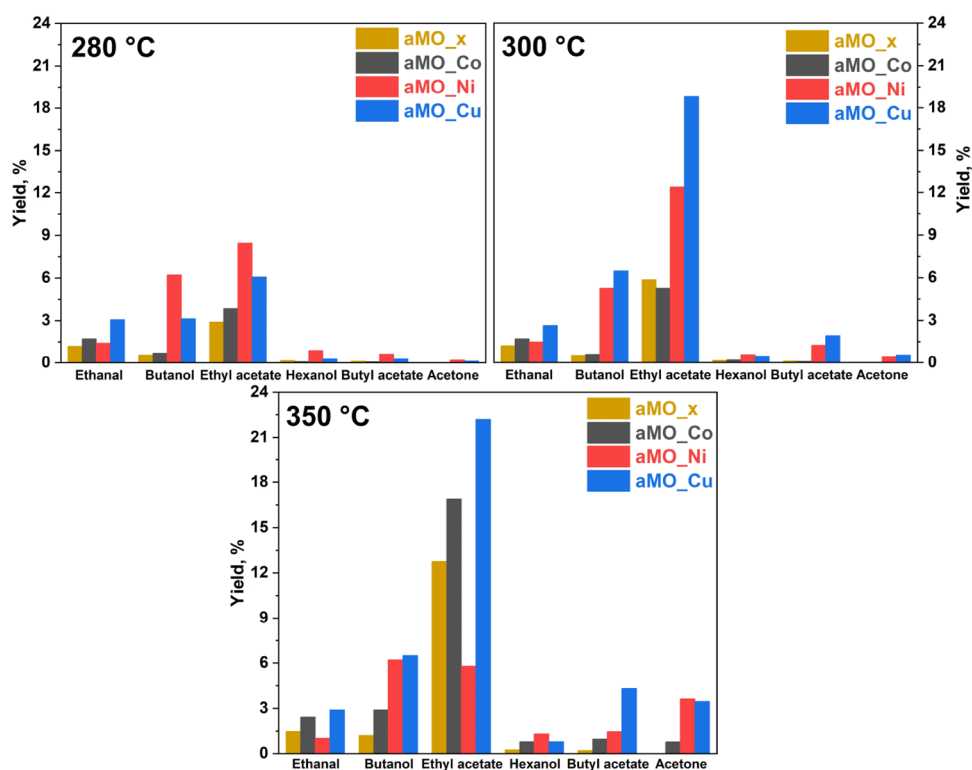 280 °C
aMO_x
aMO_Co
aMO_Ni
aMO_Cu
Yield, %
24
21
18
15
12
9
6
3
0
Ethanal Butanol Ethyl acetate Hexanol Butyl acetate Acetone
300 °C
aMO_x
aMO_Co
aMO_Ni
aMO_Cu
24
21
18
15
12
9
6
3
0
Yield, %
Ethanal Butanol Ethyl acetate Hexanol Butyl acetate Acetone
350 °C
aMO_x
aMO_Co
aMO_Ni
aMO_Cu
Yield, %
24
21
18
15
12
9
6
3
0
Ethanal Butanol Ethyl acetate Hexanol Butyl acetate Acetone